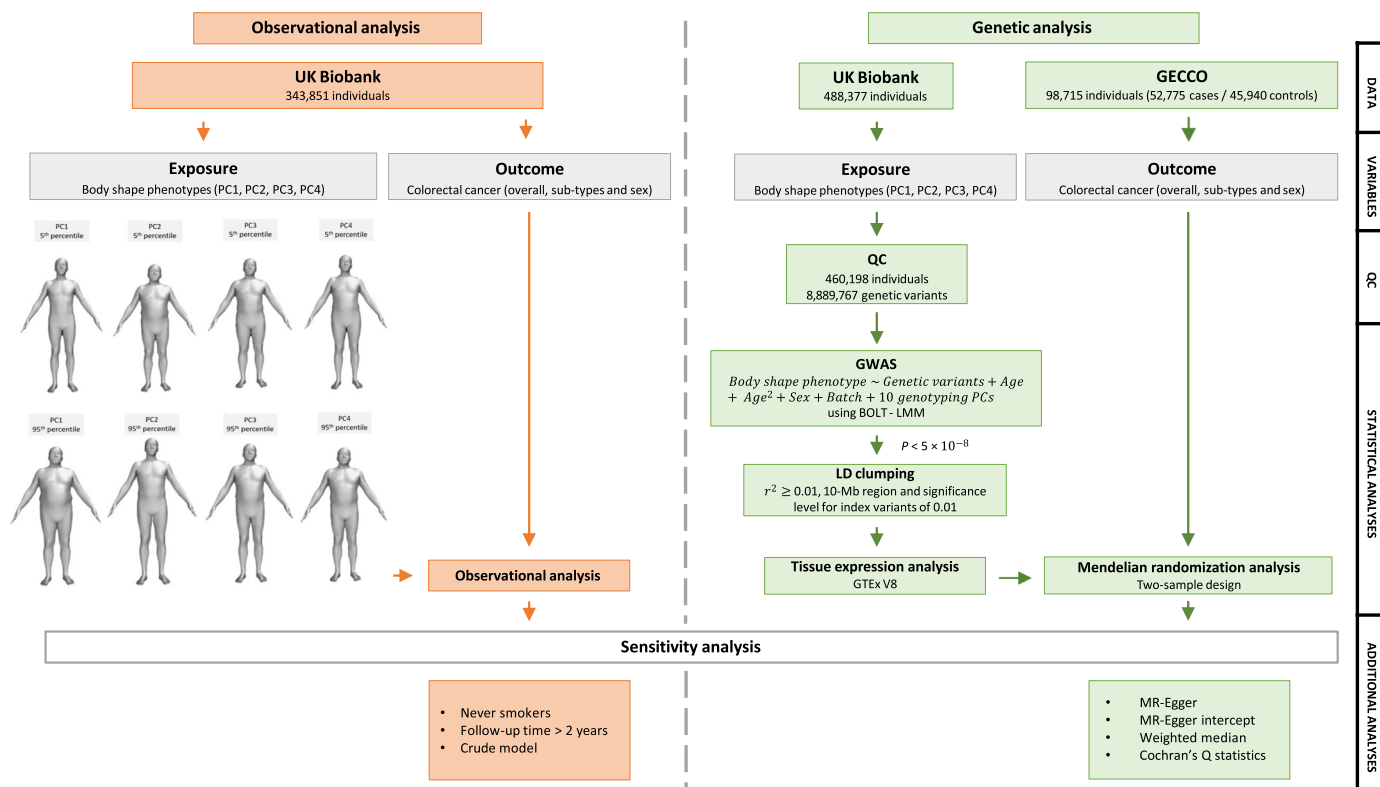 Observational analysis
UK Biobank
343,851 individuals
Exposure
Body shape phenotypes (PC1, PC2, PC3, PC4)
Outcome
Colorectal cancer (overall, sub-types and sex)
PC1
5th percentile
PC2
5th percentile
PC3
5th percentile
PC4
5th percentile
PC1
95th percentile
PC2
95th percentile
PC3
95th percentile
PC4
95th percentile
Observational analysis
Genetic analysis
UK Biobank
488,377 individuals
GECCO
98,715 individuals (52,775 cases / 45,940 controls)
Exposure
Body shape phenotypes (PC1, PC2, PC3, PC4)
Outcome
Colorectal cancer (overall, sub-types and sex)
QC
460,198 individuals
8,889,767 genetic variants
GWAS
Body shape phenotype ~ Genetic variants + Age
+ Age² + Sex + Batch + 10 genotyping PCs
using BOLT - LMM
P < 5 × 10⁻⁸
LD clumping
r² ≥ 0.01, 10-Mb region and significance
level for index variants of 0.01
Tissue expression analysis
GTEx V8
Mendelian randomization analysis
Two-sample design
Sensitivity analysis
• Never smokers
• Follow-up time > 2 years
• Crude model
• MR-Egger
• MR-Egger intercept
• Weighted median
• Cochran’s Q statistics
DATA
VARIABLES
QC
STATISTICAL ANALYSES
ADDITIONAL ANALYSES